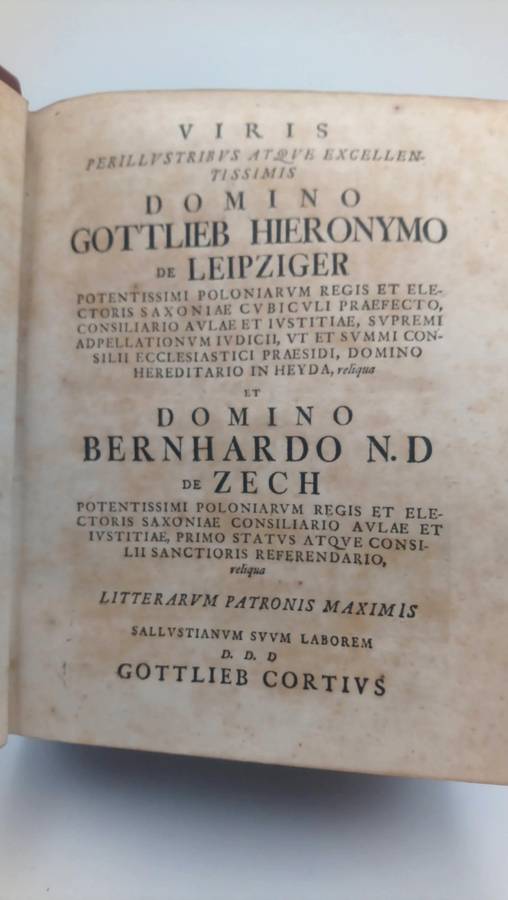 VIRIS
PERILLVSTRIBVS ATQVE EXCELLEN-
TISSIMIS
DOMINO
GOTTLIEB HIERONYMO
DE LEIPZIGER
POTENTISSIMI POLONIARVM REGIS ET ELE-
CTORIS SAXONIAE CVBICVLI PRAEFECTO,
CONSILIARIO AVLAE ET IVSTITIAE, SVPREMI
ADPELLATIONVM IVDICII, VT ET SVMMI CON-
SILII ECCLESIASTICI PRAESIDI, DOMINO
HEREDITARIO IN HEYDA, reliqua
ET
DOMINO
BERNHARDO N.D
DE ZECH
POTENTISSIMI POLONIARVM REGIS ET ELE-
CTORIS SAXONIAE CONSILIARIO AVLAE ET
IVSTITIAE, PRIMO STATVS ATQVE CONSI-
LII SANCTIORIS REFERENDARIO,
reliqua
LITTERARVM PATRONIS MAXIMIS
SALLVSTIANVM SVVM LABOREM
D. D. D
GOTTLIEB CORTIVS